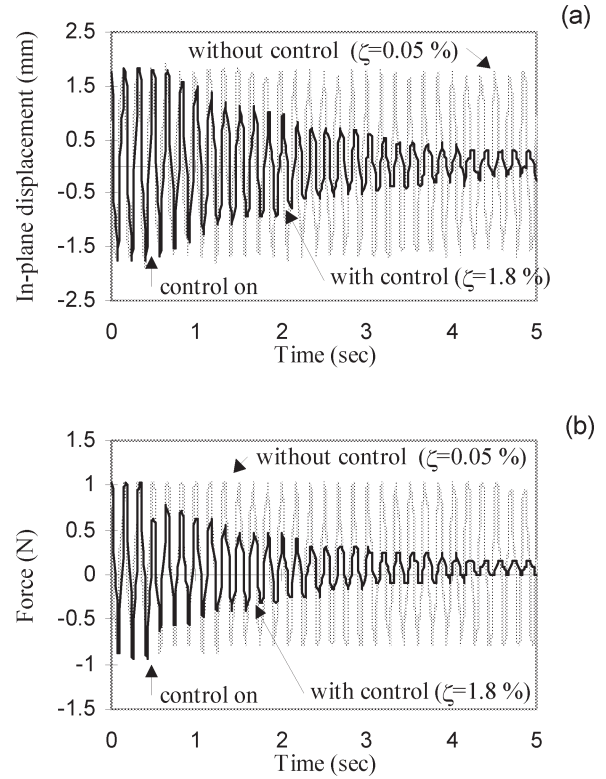 (a)
2.5
1.5
0.5
-0.5
-1.5
-2.5
In-plane displacement (mm)
without control (ζ=0.05 %)
control on
with control (ζ=1.8 %)
0 1 2 3 4 5
Time (sec)
(b)
1.5
1
0.5
0
-0.5
-1
-1.5
Force (N)
without control (ζ=0.05 %)
control on
with control (ζ=1.8 %)
0 1 2 3 4 5
Time (sec)